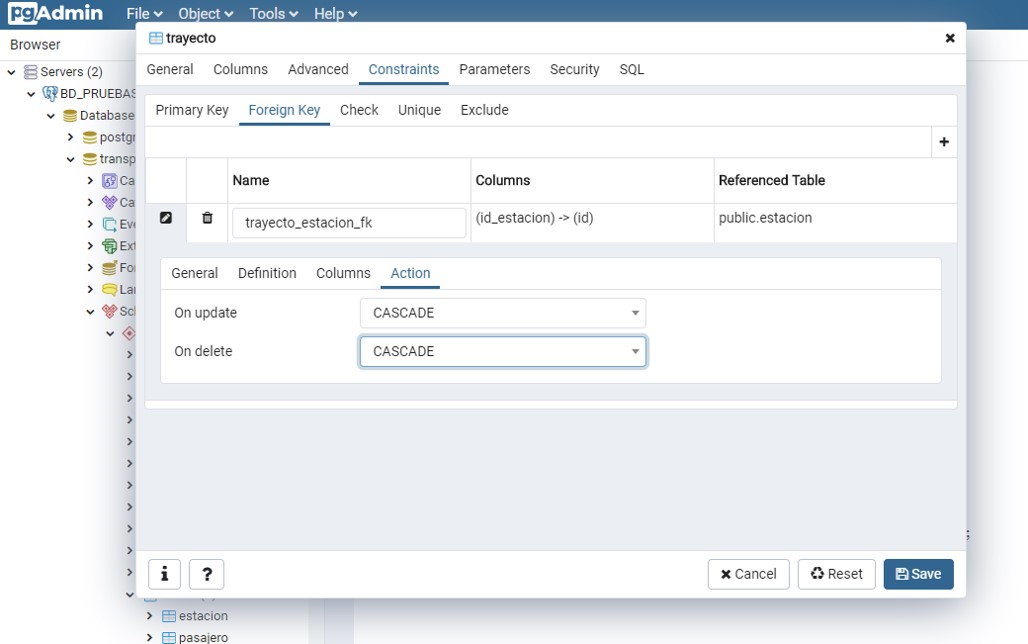 pgAdmin File Object Tools Help
Browser
trayecto
Servers (2)
General Columns Advanced Constraints Parameters Security SQL
BD_PRUEBAS
Primary Key Foreign Key Check Unique Exclude
Database
postgr
transp
Name Columns Referenced Table
Ca
Ca
trayecto_estacion_fk (id_estacion) -> (id) public.estacion
Eve
Ext
For
General Definition Columns Action
Lan
Sch
On update CASCADE
On delete CASCADE
i ? Cancel Reset Save
estacion
pasajero